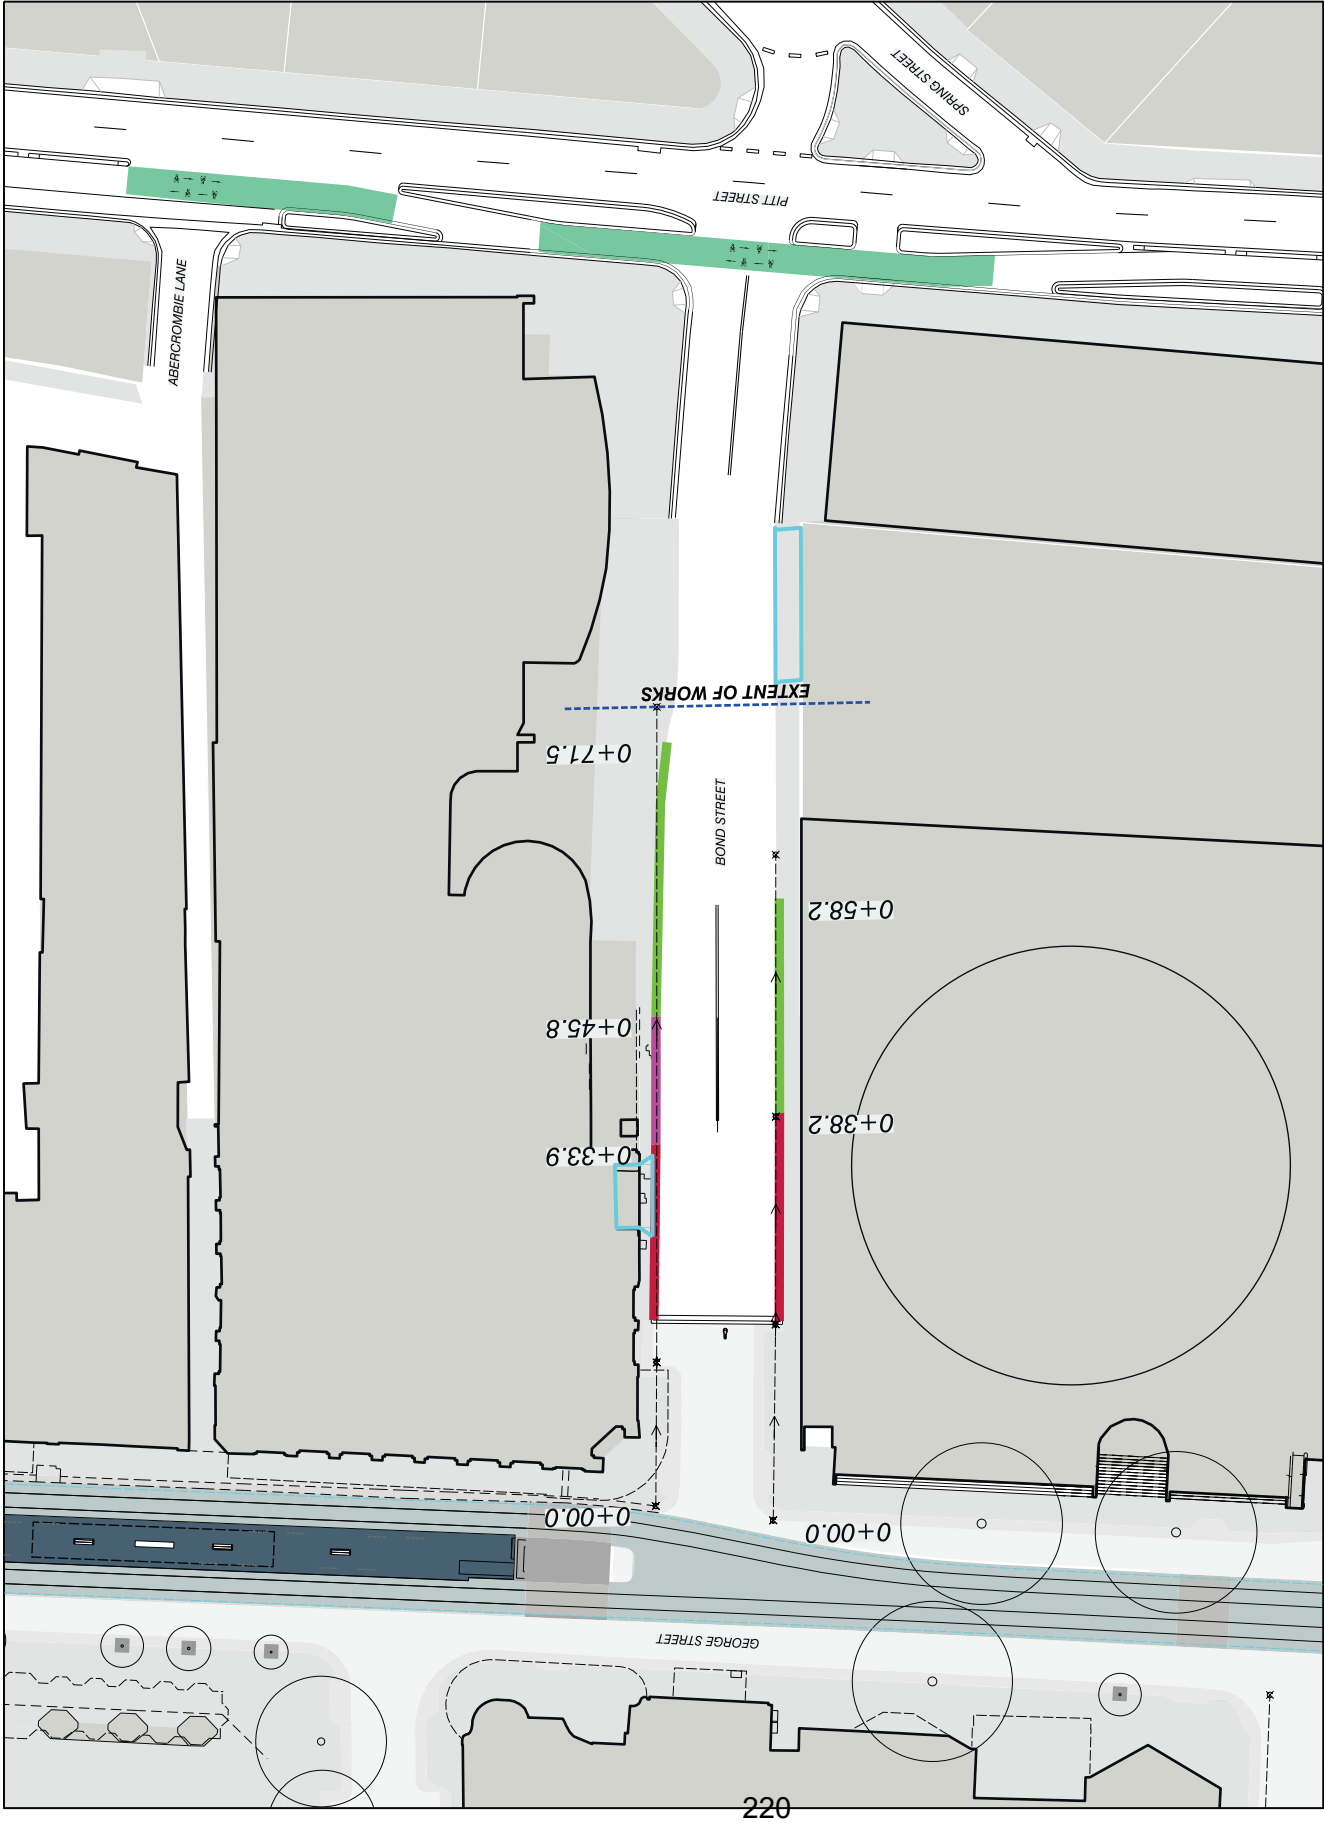 SPRING STREET
PITT STREET
ABERCROMBIE LANE
EXTENT OF WORKS
0+71.5
BOND STREET
0+58.2
0+45.8
0+38.2
0+33.9
0+00.0
0+00.0
GEORGE STREET
220